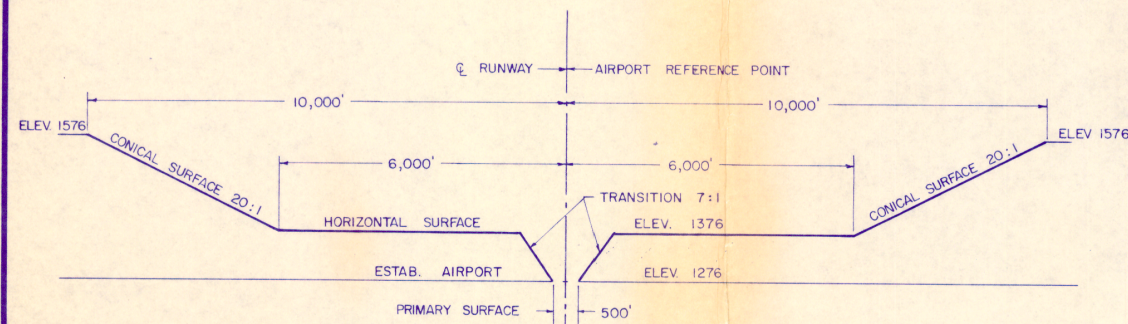 ℄ RUNWAY AIRPORT REFERENCE POINT
10,000' 10,000'
ELEV. 1576 ELEV 1576
CONICAL SURFACE 20:1 CONICAL SURFACE 20:1
6,000' 6,000'
TRANSITION 7:1
HORIZONTAL SURFACE ELEV. 1376
ESTAB. AIRPORT ELEV. 1276
PRIMARY SURFACE 500'